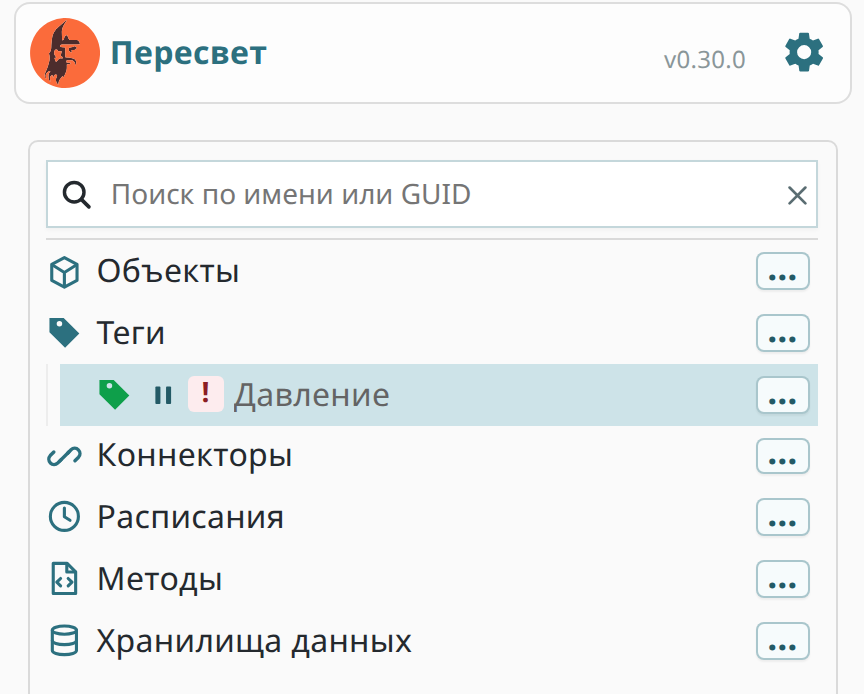 Пересвет
v0.30.0
Поиск по имени или GUID
Объекты
...
Теги
...
! Давление
...
Коннекторы
...
Расписания
...
Методы
...
Хранилища данных
...